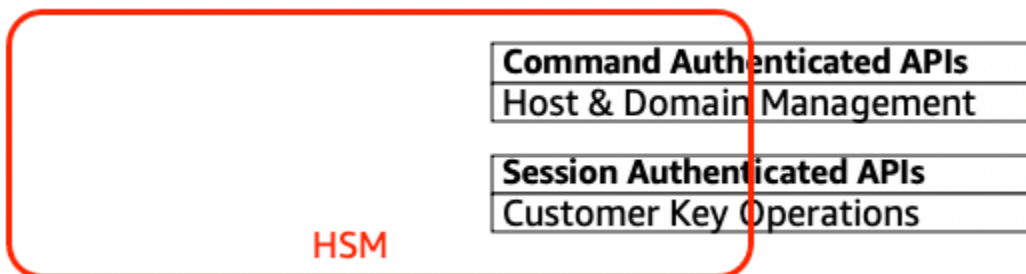 Command Authenticated APIs
Host & Domain Management
Session Authenticated APIs
Customer Key Operations
HSM